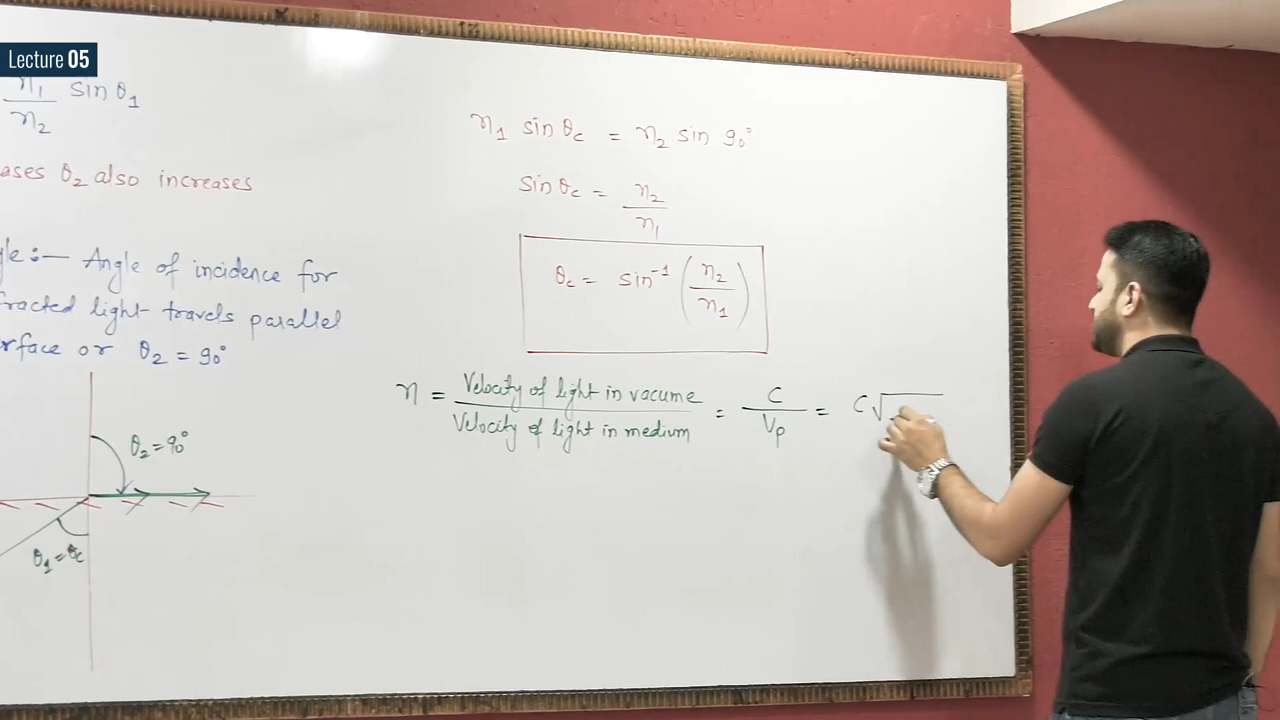 Lecture 05
n1/n2 sin θ1
ases θ2 also increases
gle:— Angle of incidence for
fracted light travels parallel
rface or θ2 = 90°
θ2=90°
θ1=θc
n1 sin θc = n2 sin 90°
sin θc = n2/n1
θc = sin⁻¹ (n2/n1)
n = Velocity of light in vacume / Velocity of light in medium = C/Vp = C√